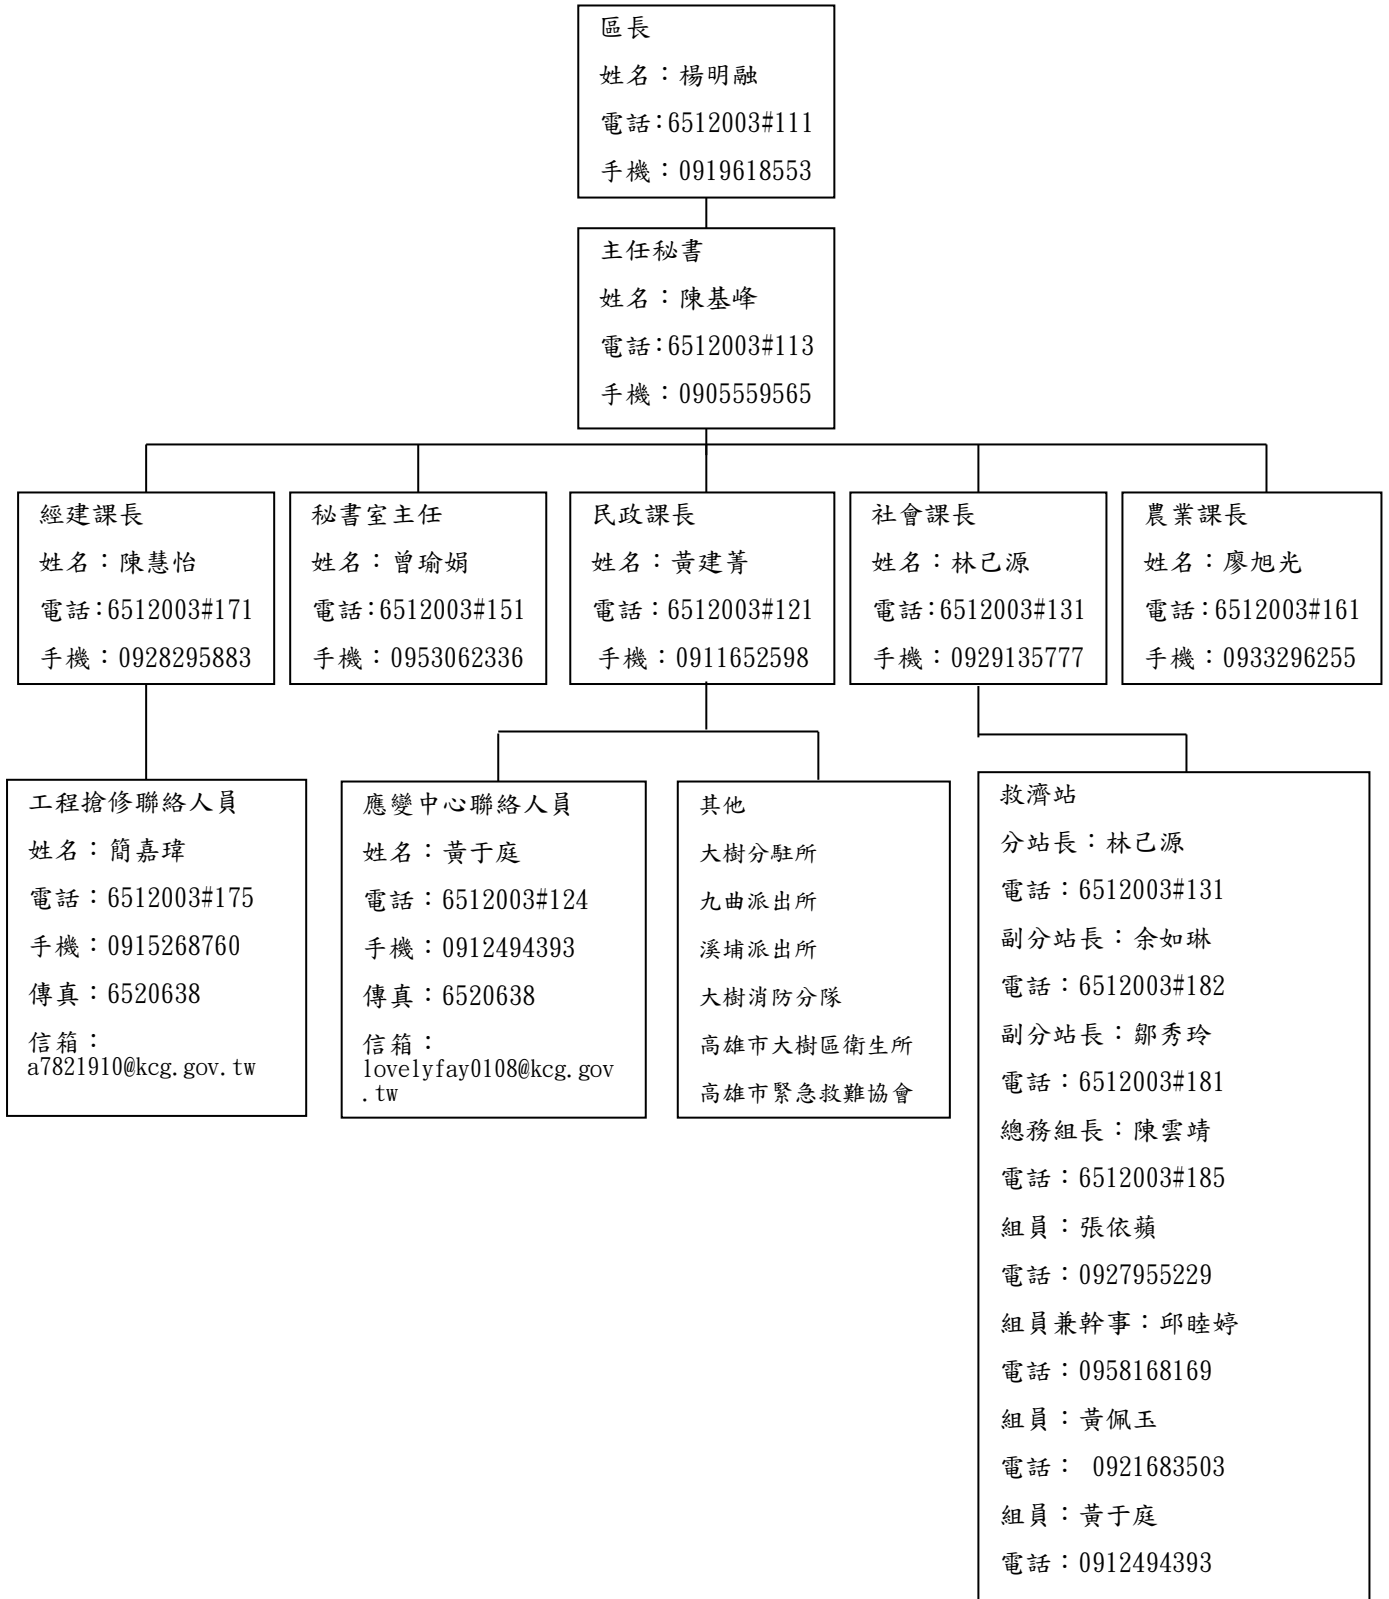 區長
姓名：楊明融
電話:6512003#111
手機：0919618553
主任秘書
姓名：陳基峰
電話:6512003#113
手機：0905559565
經建課長
姓名：陳慧怡
電話:6512003#171
手機：0928295883
秘書室主任
姓名：曾瑜娟
電話:6512003#151
手機：0953062336
民政課長
姓名：黃建菁
電話：6512003#121
手機：0911652598
社會課長
姓名：林己源
電話:6512003#131
手機：0929135777
農業課長
姓名：廖旭光
電話:6512003#161
手機：0933296255
工程搶修聯絡人員
姓名：簡嘉瑋
電話：6512003#175
手機：0915268760
傳真：6520638
信箱：
a7821910@kcg.gov.tw
應變中心聯絡人員
姓名：黃于庭
電話：6512003#124
手機：0912494393
傳真：6520638
信箱：
lovelyfay0108@kcg.gov
.tw
其他
大樹分駐所
九曲派出所
溪埔派出所
大樹消防分隊
高雄市大樹區衛生所
高雄市緊急救難協會
救濟站
分站長：林己源
電話：6512003#131
副分站長：余如琳
電話：6512003#182
副分站長：鄒秀玲
電話：6512003#181
總務組長：陳雲靖
電話：6512003#185
組員：張依蘋
電話：0927955229
組員兼幹事：邱睦婷
電話：0958168169
組員：黃佩玉
電話： 0921683503
組員：黃于庭
電話：0912494393